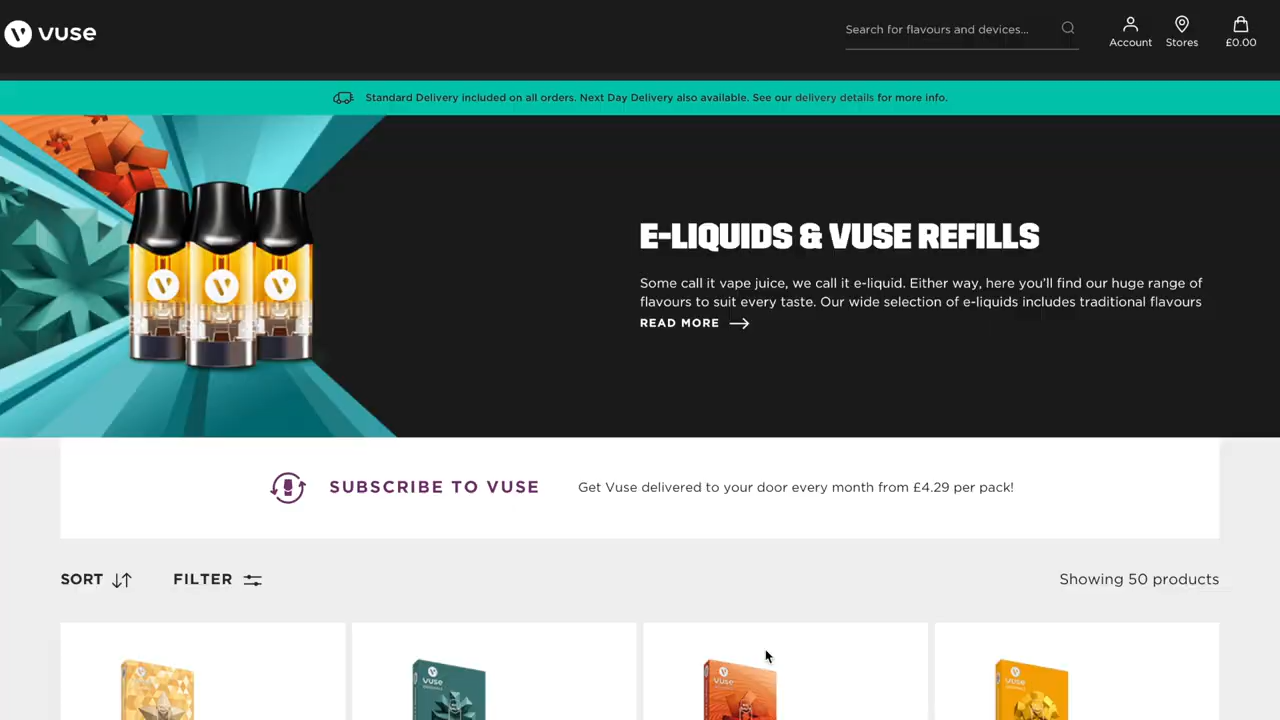 vuse
Search for flavours and devices...
Account
Stores
£0.00
Standard Delivery included on all orders. Next Day Delivery also available. See our delivery details for more info.
E-LIQUIDS & VUSE REFILLS
Some call it vape juice, we call it e-liquid. Either way, here you'll find our huge range of
flavours to suit every taste. Our wide selection of e-liquids includes traditional flavours
READ MORE
SUBSCRIBE TO VUSE
Get Vuse delivered to your door every month from £4.29 per pack!
SORT
FILTER
Showing 50 products
vuse
vuse
vuse
vuse